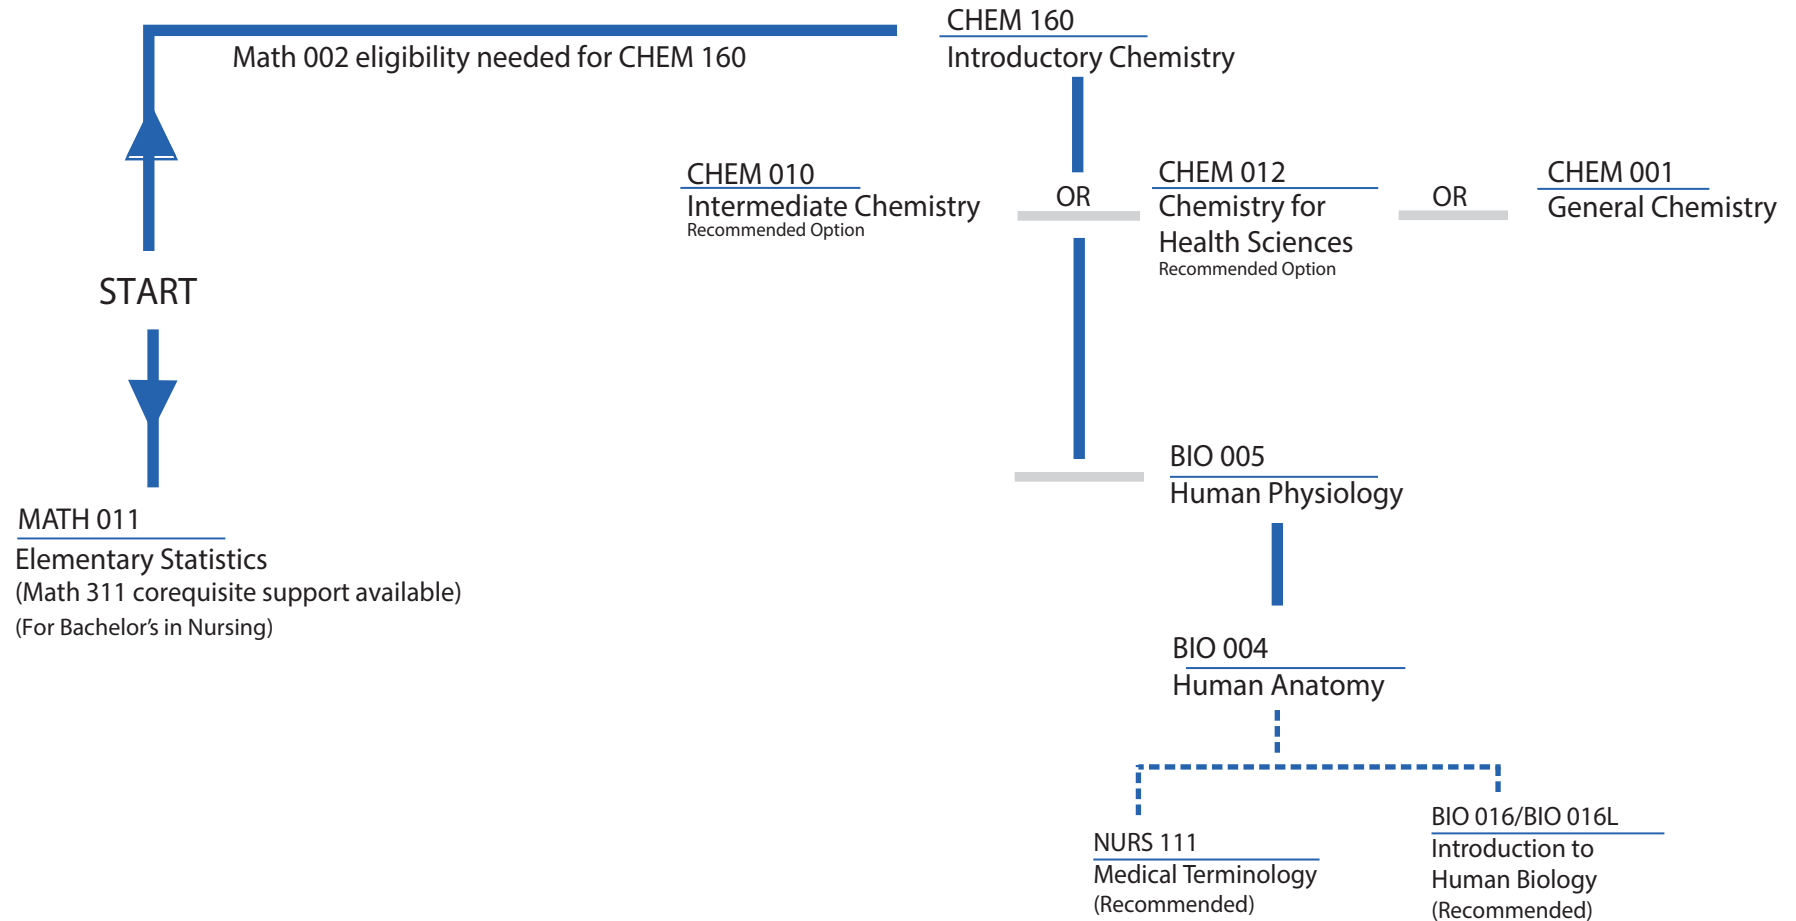 CHEM 160
Introductory Chemistry
Math 002 eligibility needed for CHEM 160
CHEM 010
Intermediate Chemistry
Recommended Option
OR
CHEM 012
Chemistry for
Health Sciences
Recommended Option
OR
CHEM 001
General Chemistry
START
MATH 011
Elementary Statistics
(Math 311 corequisite support available)
(For Bachelor's in Nursing)
BIO 005
Human Physiology
BIO 004
Human Anatomy
NURS 111
Medical Terminology
(Recommended)
BIO 016/BIO 016L
Introduction to
Human Biology
(Recommended)